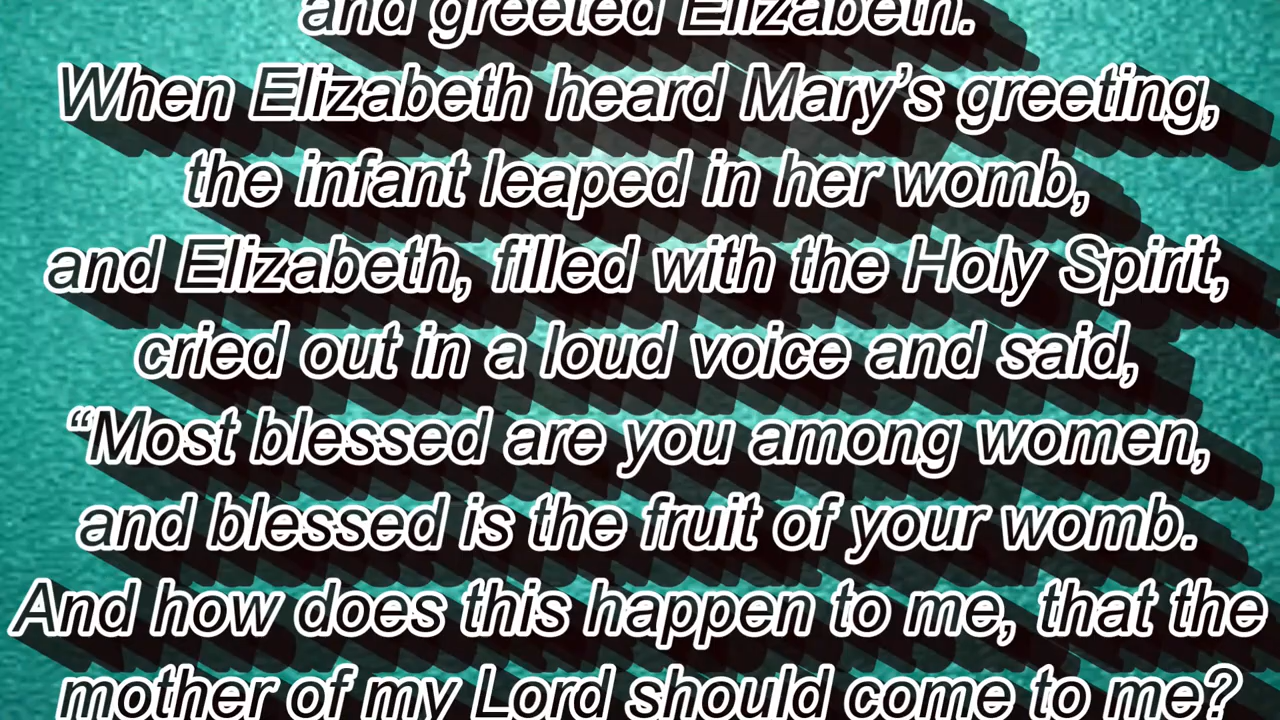 and greeted Elizabeth.
When Elizabeth heard Mary’s greeting,
the infant leaped in her womb,
and Elizabeth, filled with the Holy Spirit,
cried out in a loud voice and said,
“Most blessed are you among women,
and blessed is the fruit of your womb.
And how does this happen to me, that the
mother of my Lord should come to me?